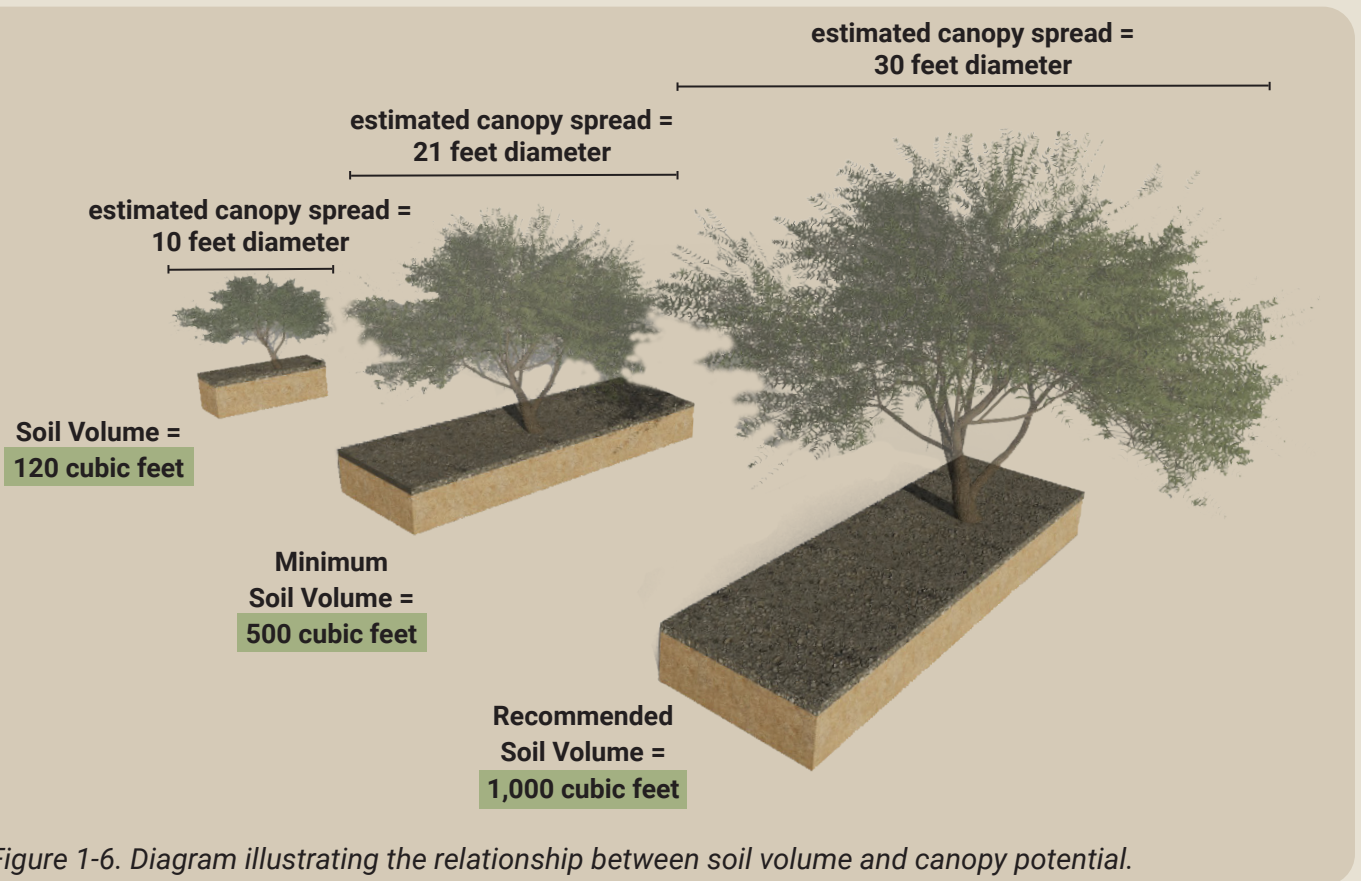 estimated canopy spread =
30 feet diameter
estimated canopy spread =
21 feet diameter
estimated canopy spread =
10 feet diameter
Soil Volume =
120 cubic feet
Minimum
Soil Volume =
500 cubic feet
Recommended
Soil Volume =
1,000 cubic feet
Figure 1-6. Diagram illustrating the relationship between soil volume and canopy potential.